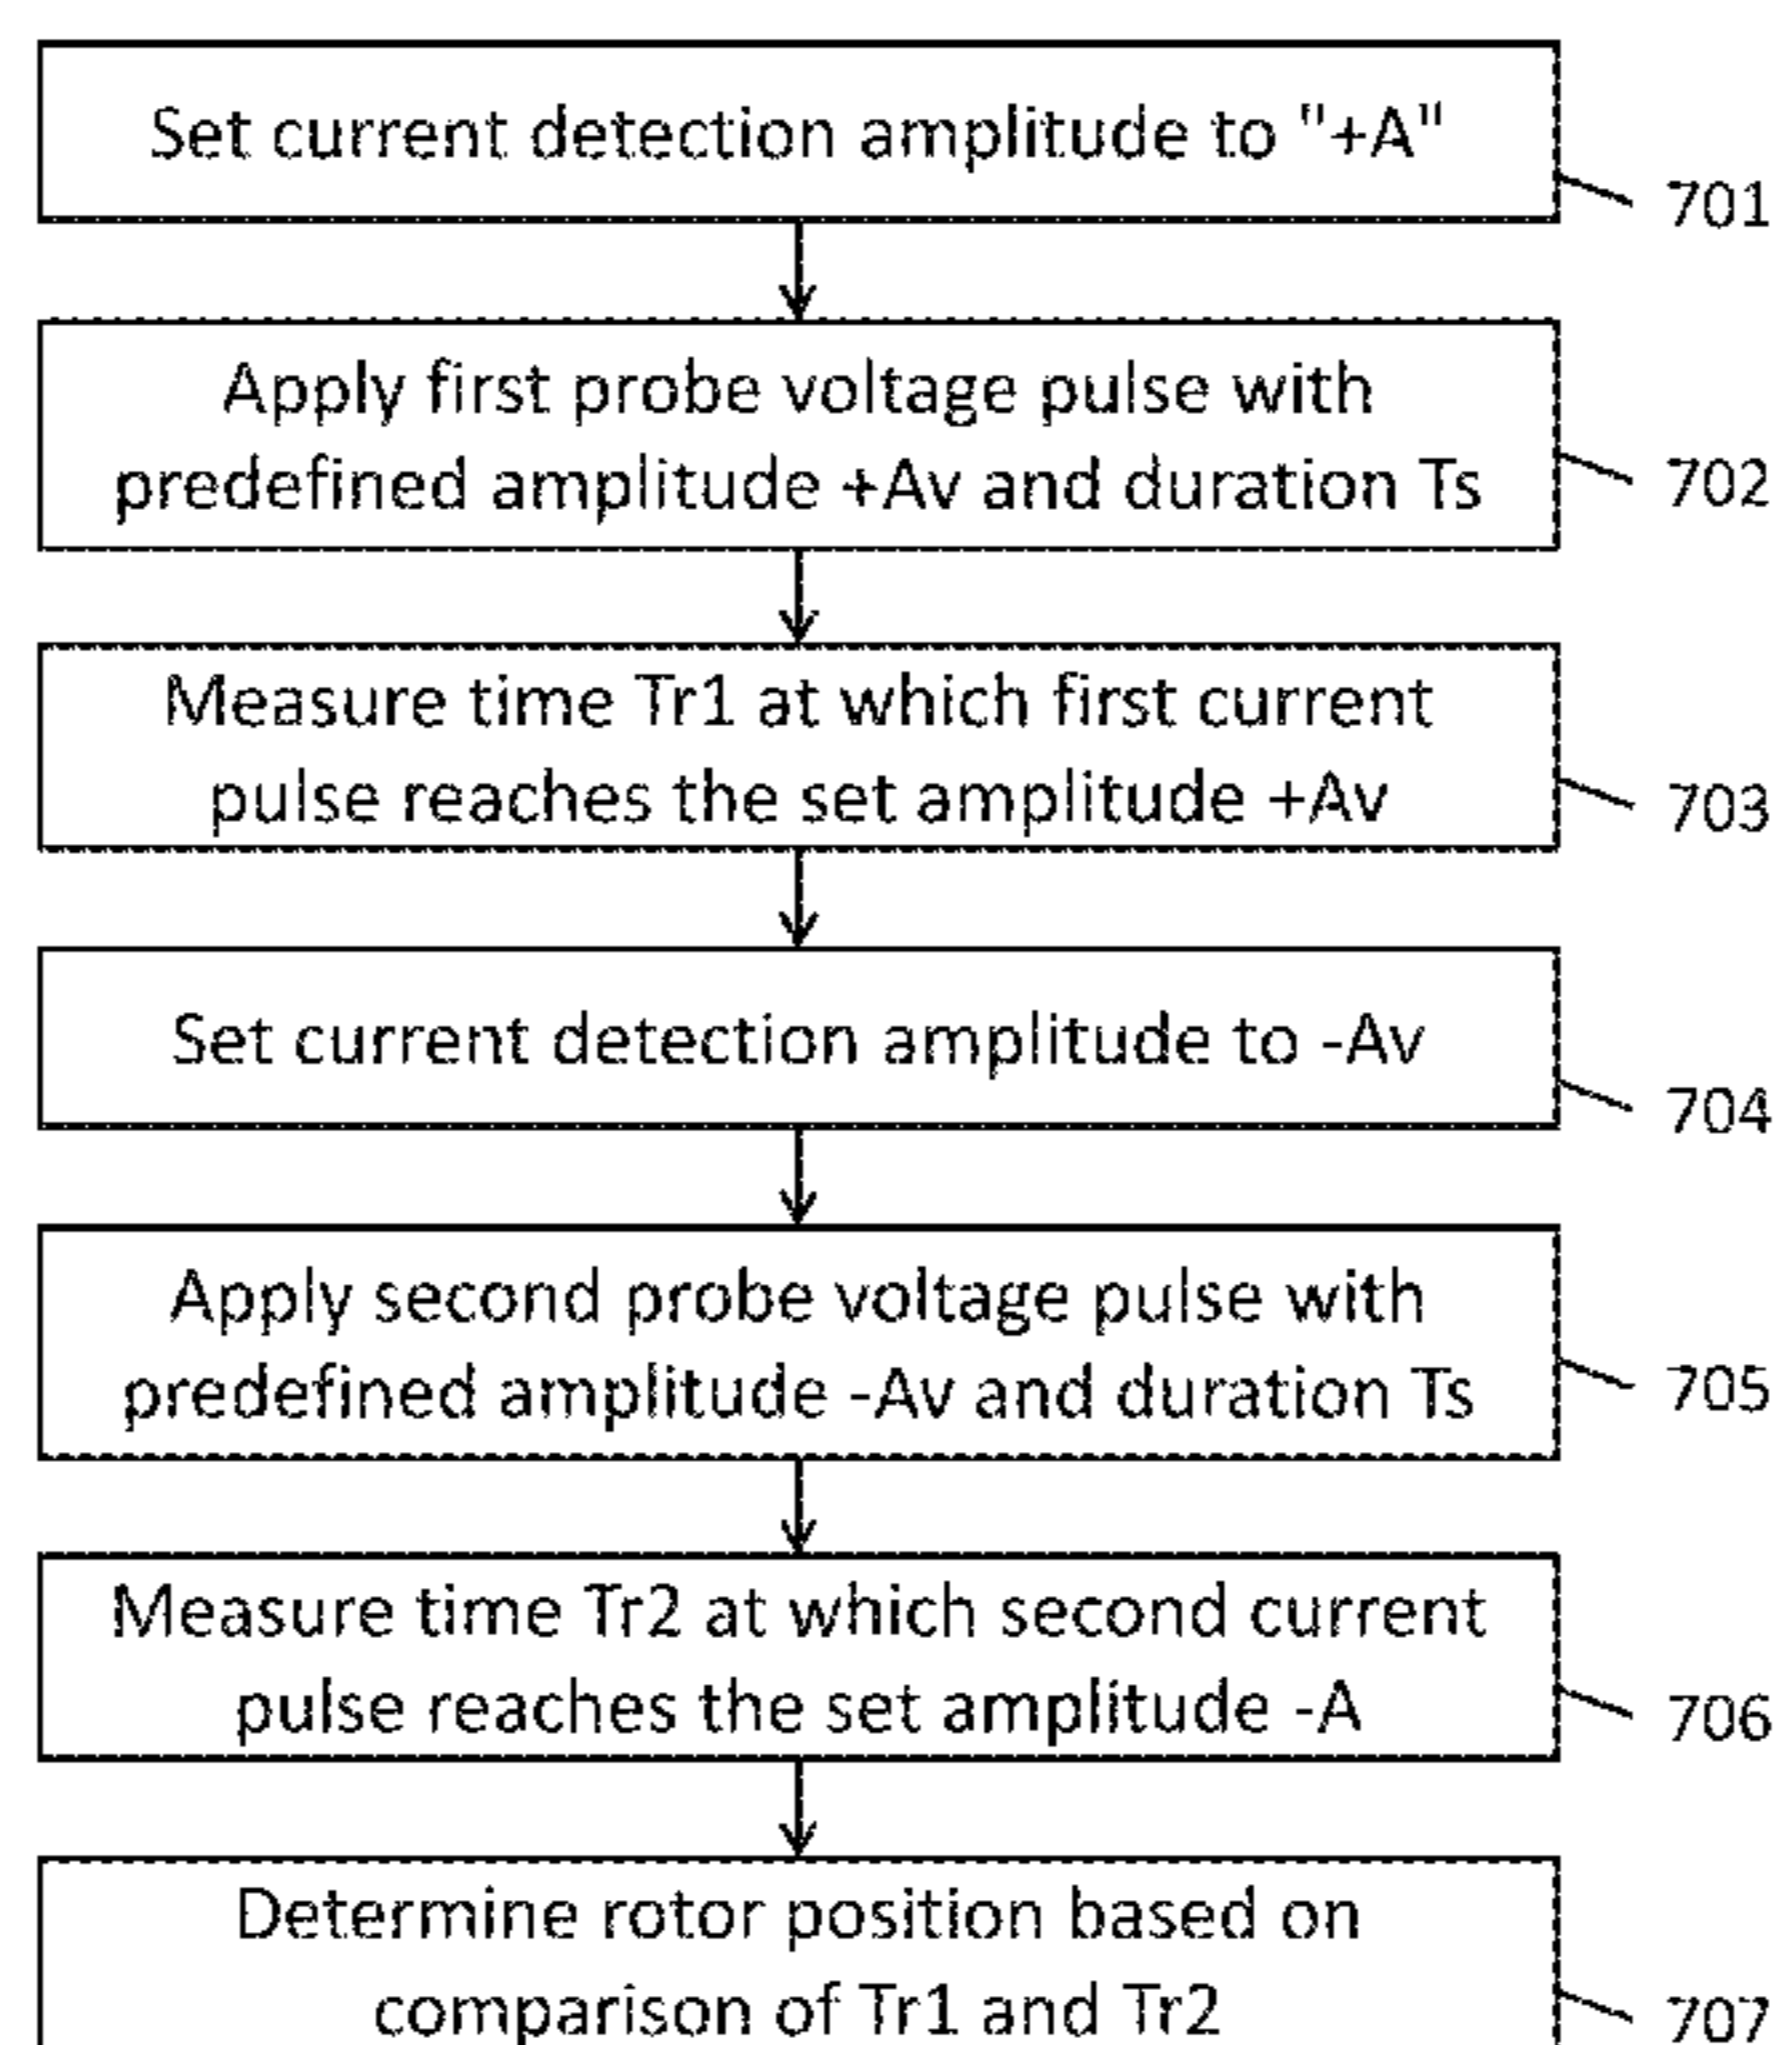 Set current detection amplitude to "+A"
701
Apply first probe voltage pulse with
predefined amplitude +Av and duration Ts
702
Measure time Tr1 at which first current
pulse reaches the set amplitude +Av
703
Set current detection amplitude to -Av
704
Apply second probe voltage pulse with
predefined amplitude -Av and duration Ts
705
Measure time Tr2 at which second current
pulse reaches the set amplitude -A
706
Determine rotor position based on
comparison of Tr1 and Tr2
707